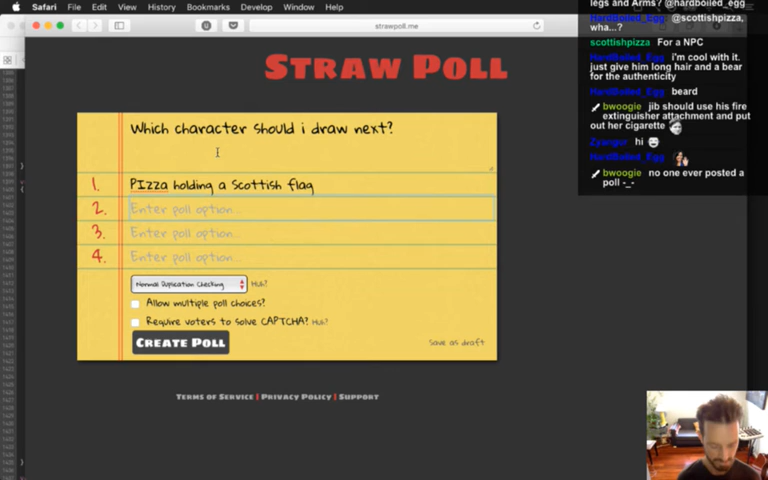 Safari File Edit View History Bookmarks Develop Window Help
strawpoll.me
legs and Arms? @hardboiled_egg
HardBoiled_Egg: @scottishpizza, wha...?
scottishpizza For a NPC
HardBoiled_Egg: i'm cool with it. just give him long hair and a bear for the authenticity
HardBoiled_Egg: beard
bwoogie: jib should use his fire extinguisher attachment and put out her cigarette
Zyangur: hi
HardBoiled_Egg:
bwoogie: no one ever posted a poll -_-
Straw Poll
Which character should i draw next?
1. PIzza holding a Scottish flag
2. Enter poll option...
3. Enter poll option...
4. Enter poll option...
Normal Duplication Checking Huh?
Allow multiple poll choices?
Require voters to solve CAPTCHA? Huh?
Create Poll
Save as draft
Terms of Service | Privacy Policy | Support